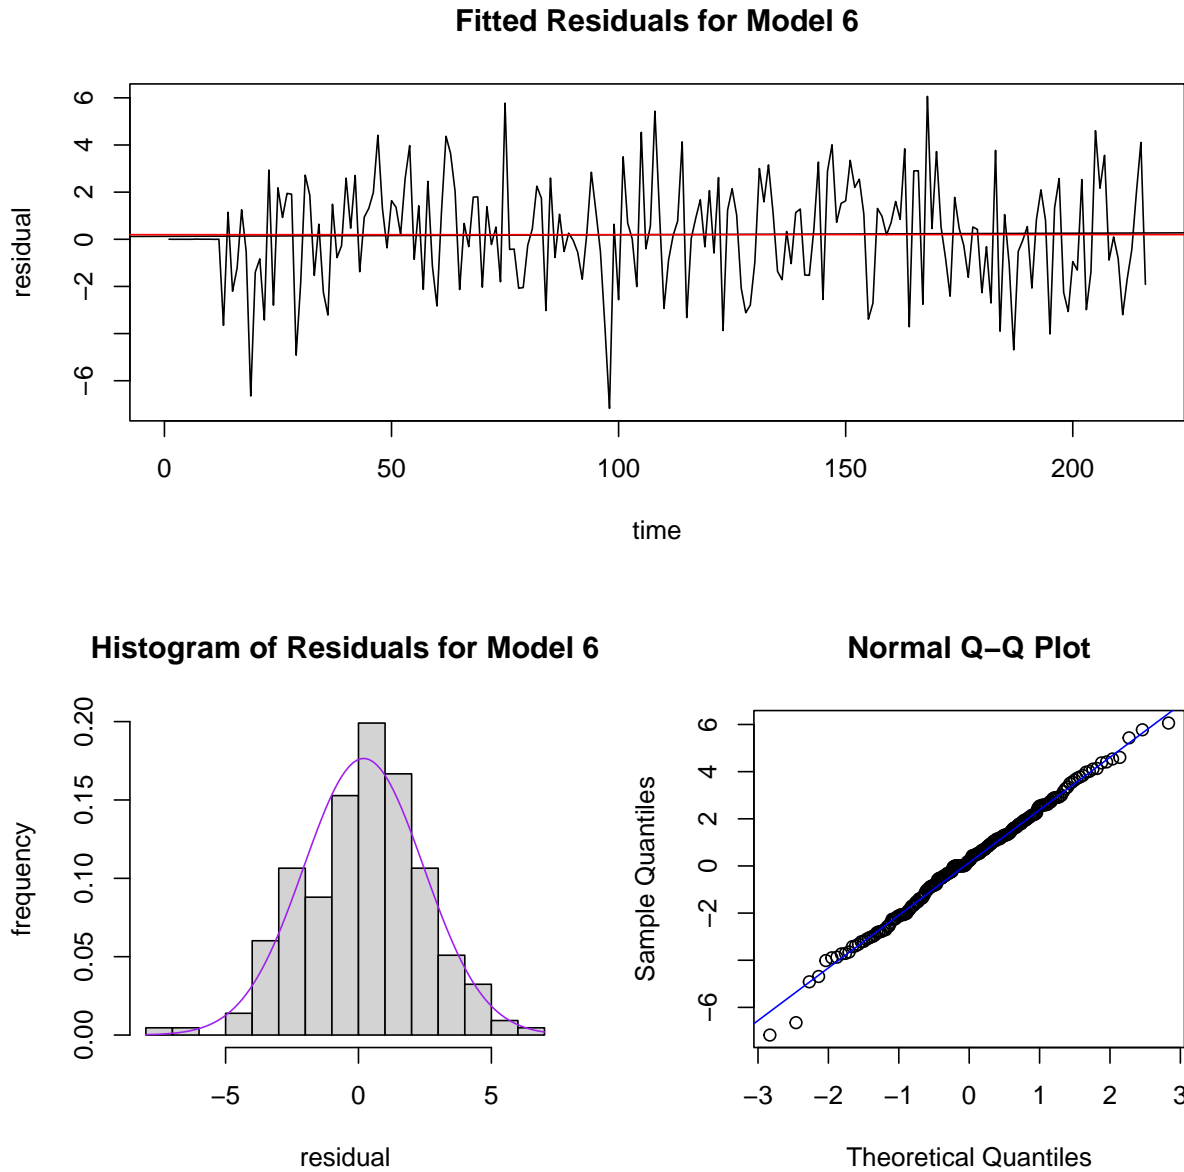 Fitted Residuals for Model 6
6
4
2
0
−2
−6
residual
0 50 100 150 200
time
Histogram of Residuals for Model 6
0.20
0.15
0.10
0.05
0.00
frequency
−5 0 5
residual
Normal Q−Q Plot
6
4
2
0
−2
−6
Sample Quantiles
−3 −2 −1 0 1 2 3
Theoretical Quantiles